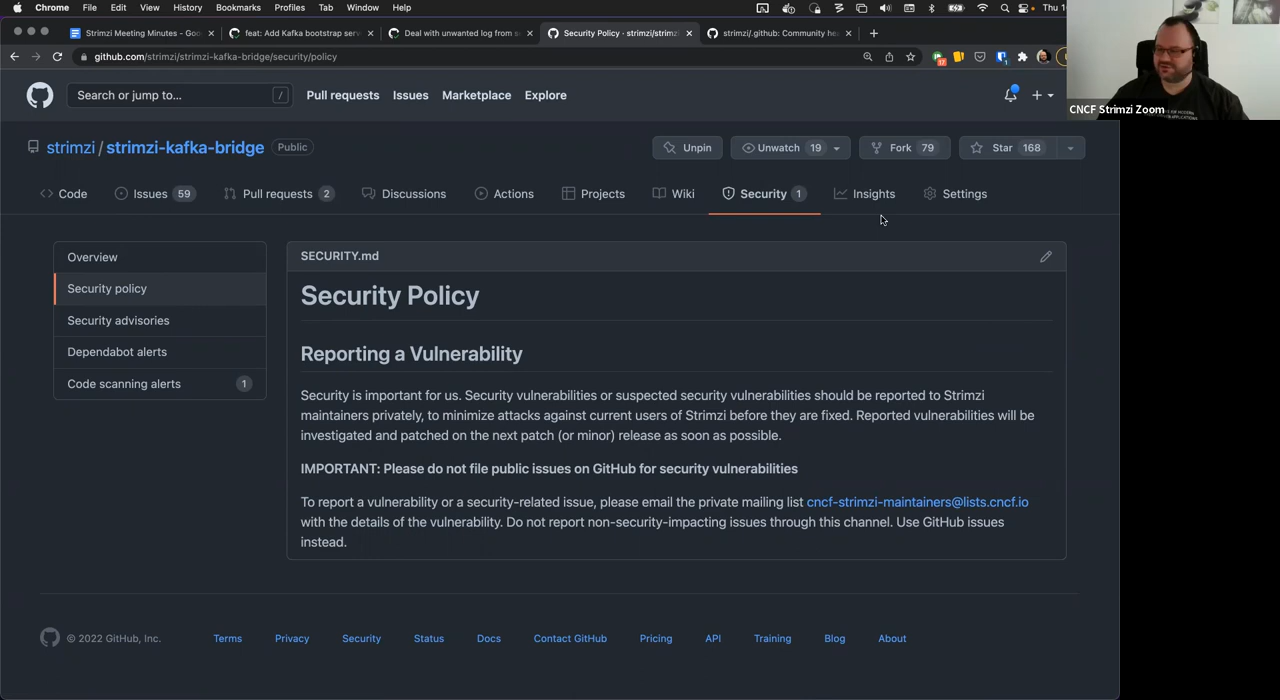 Chrome File Edit View History Bookmarks Profiles Tab Window Help Thu
Strimzi Meeting Minutes - Goo
feat: Add Kafka bootstrap serv
Deal with unwanted log from s
Security Policy · strimzi/strimzi
strimzi/.github: Community he
github.com/strimzi/strimzi-kafka-bridge/security/policy
17
Search or jump to... /
Pull requests Issues Marketplace Explore
CNCF Strimzi Zoom
strimzi / strimzi-kafka-bridge Public
Unpin Unwatch 19 Fork 79 Star 168
Code Issues 59 Pull requests 2 Discussions Actions Projects Wiki Security 1 Insights Settings
Overview
Security policy
Security advisories
Dependabot alerts
Code scanning alerts 1
SECURITY.md
Security Policy
Reporting a Vulnerability
Security is important for us. Security vulnerabilities or suspected security vulnerabilities should be reported to Strimzi
maintainers privately, to minimize attacks against current users of Strimzi before they are fixed. Reported vulnerabilities will be
investigated and patched on the next patch (or minor) release as soon as possible.
IMPORTANT: Please do not file public issues on GitHub for security vulnerabilities
To report a vulnerability or a security-related issue, please email the private mailing list cncf-strimzi-maintainers@lists.cncf.io
with the details of the vulnerability. Do not report non-security-impacting issues through this channel. Use GitHub issues
instead.
© 2022 GitHub, Inc. Terms Privacy Security Status Docs Contact GitHub Pricing API Training Blog About